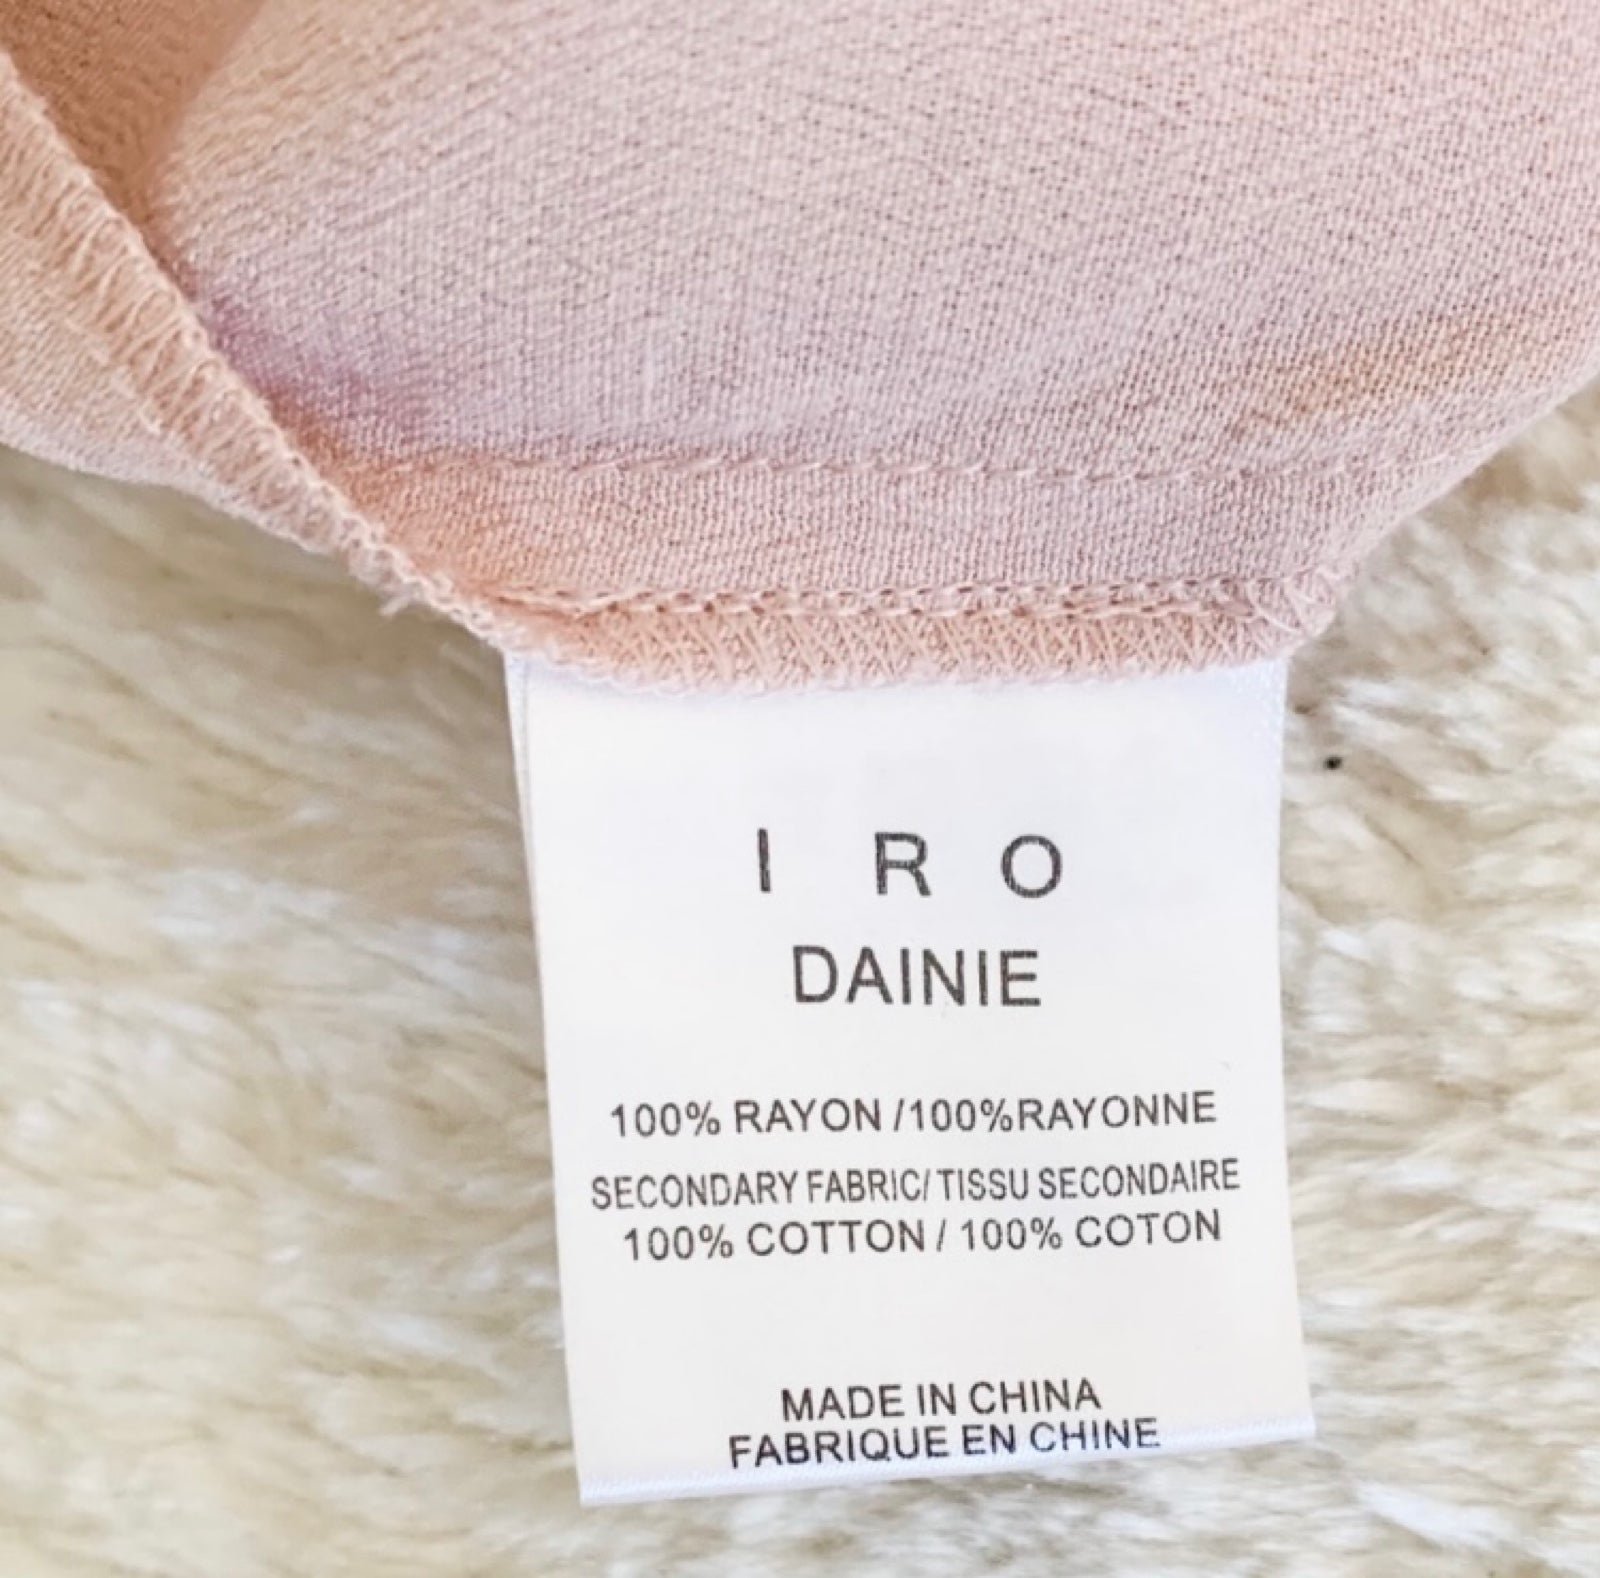 I R O
DAINIE
100% RAYON /100%RAYONNE
SECONDARY FABRIC/ TISSU SECONDAIRE
100% COTTON / 100% COTON
MADE IN CHINA
FABRIQUE EN CHINE